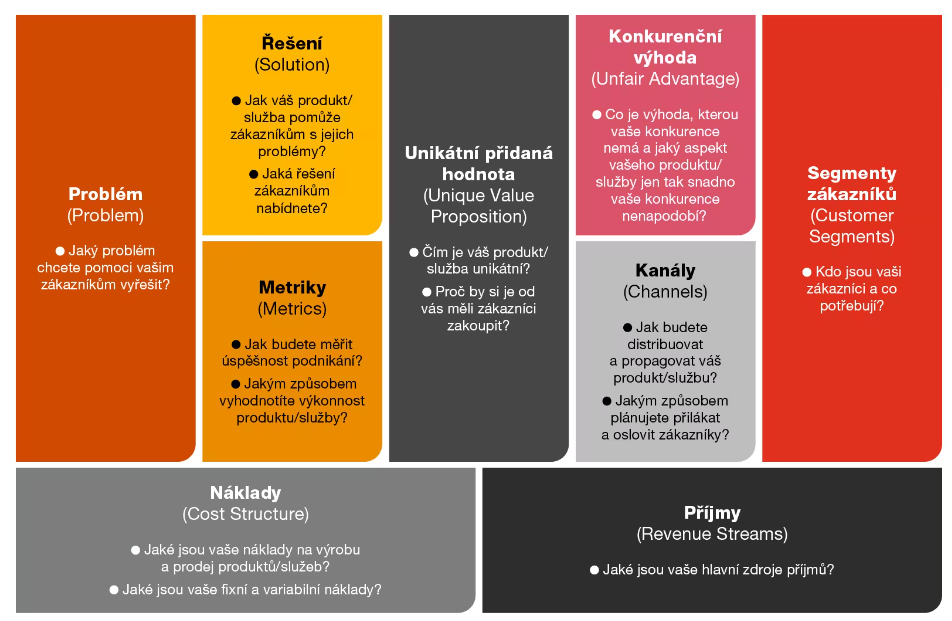 Problém
(Problem)
● Jaký problém
chcete pomoci vašim
zákazníkům vyřešit?
Řešení
(Solution)
● Jak váš produkt/
služba pomůže
zákazníkům s jejich
problémy?
● Jaká řešení
zákazníkům
nabídnete?
Metriky
(Metrics)
● Jak budete měřit
úspěšnost podnikání?
● Jakým způsobem
vyhodnotíte výkonnost
produktu/služby?
Unikátní přidaná
hodnota
(Unique Value
Proposition)
● Čím je váš produkt/
služba unikátní?
● Proč by si je od
vás měli zákazníci
zakoupit?
Konkurenční
výhoda
(Unfair Advantage)
● Co je výhoda, kterou
vaše konkurence
nemá a jaký aspekt
vašeho produktu/
služby jen tak snadno
vaše konkurence
nenapodobí?
Kanály
(Channels)
● Jak budete
distribuovat
a propagovat váš
produkt/službu?
● Jakým způsobem
plánujete přilákat
a oslovit zákazníky?
Segmenty
zákazníků
(Customer
Segments)
● Kdo jsou vaši
zákazníci a co
potřebují?
Náklady
(Cost Structure)
● Jaké jsou vaše náklady na výrobu
a prodej produktů/služeb?
● Jaké jsou vaše fixní a variabilní náklady?
Příjmy
(Revenue Streams)
● Jaké jsou vaše hlavní zdroje příjmů?